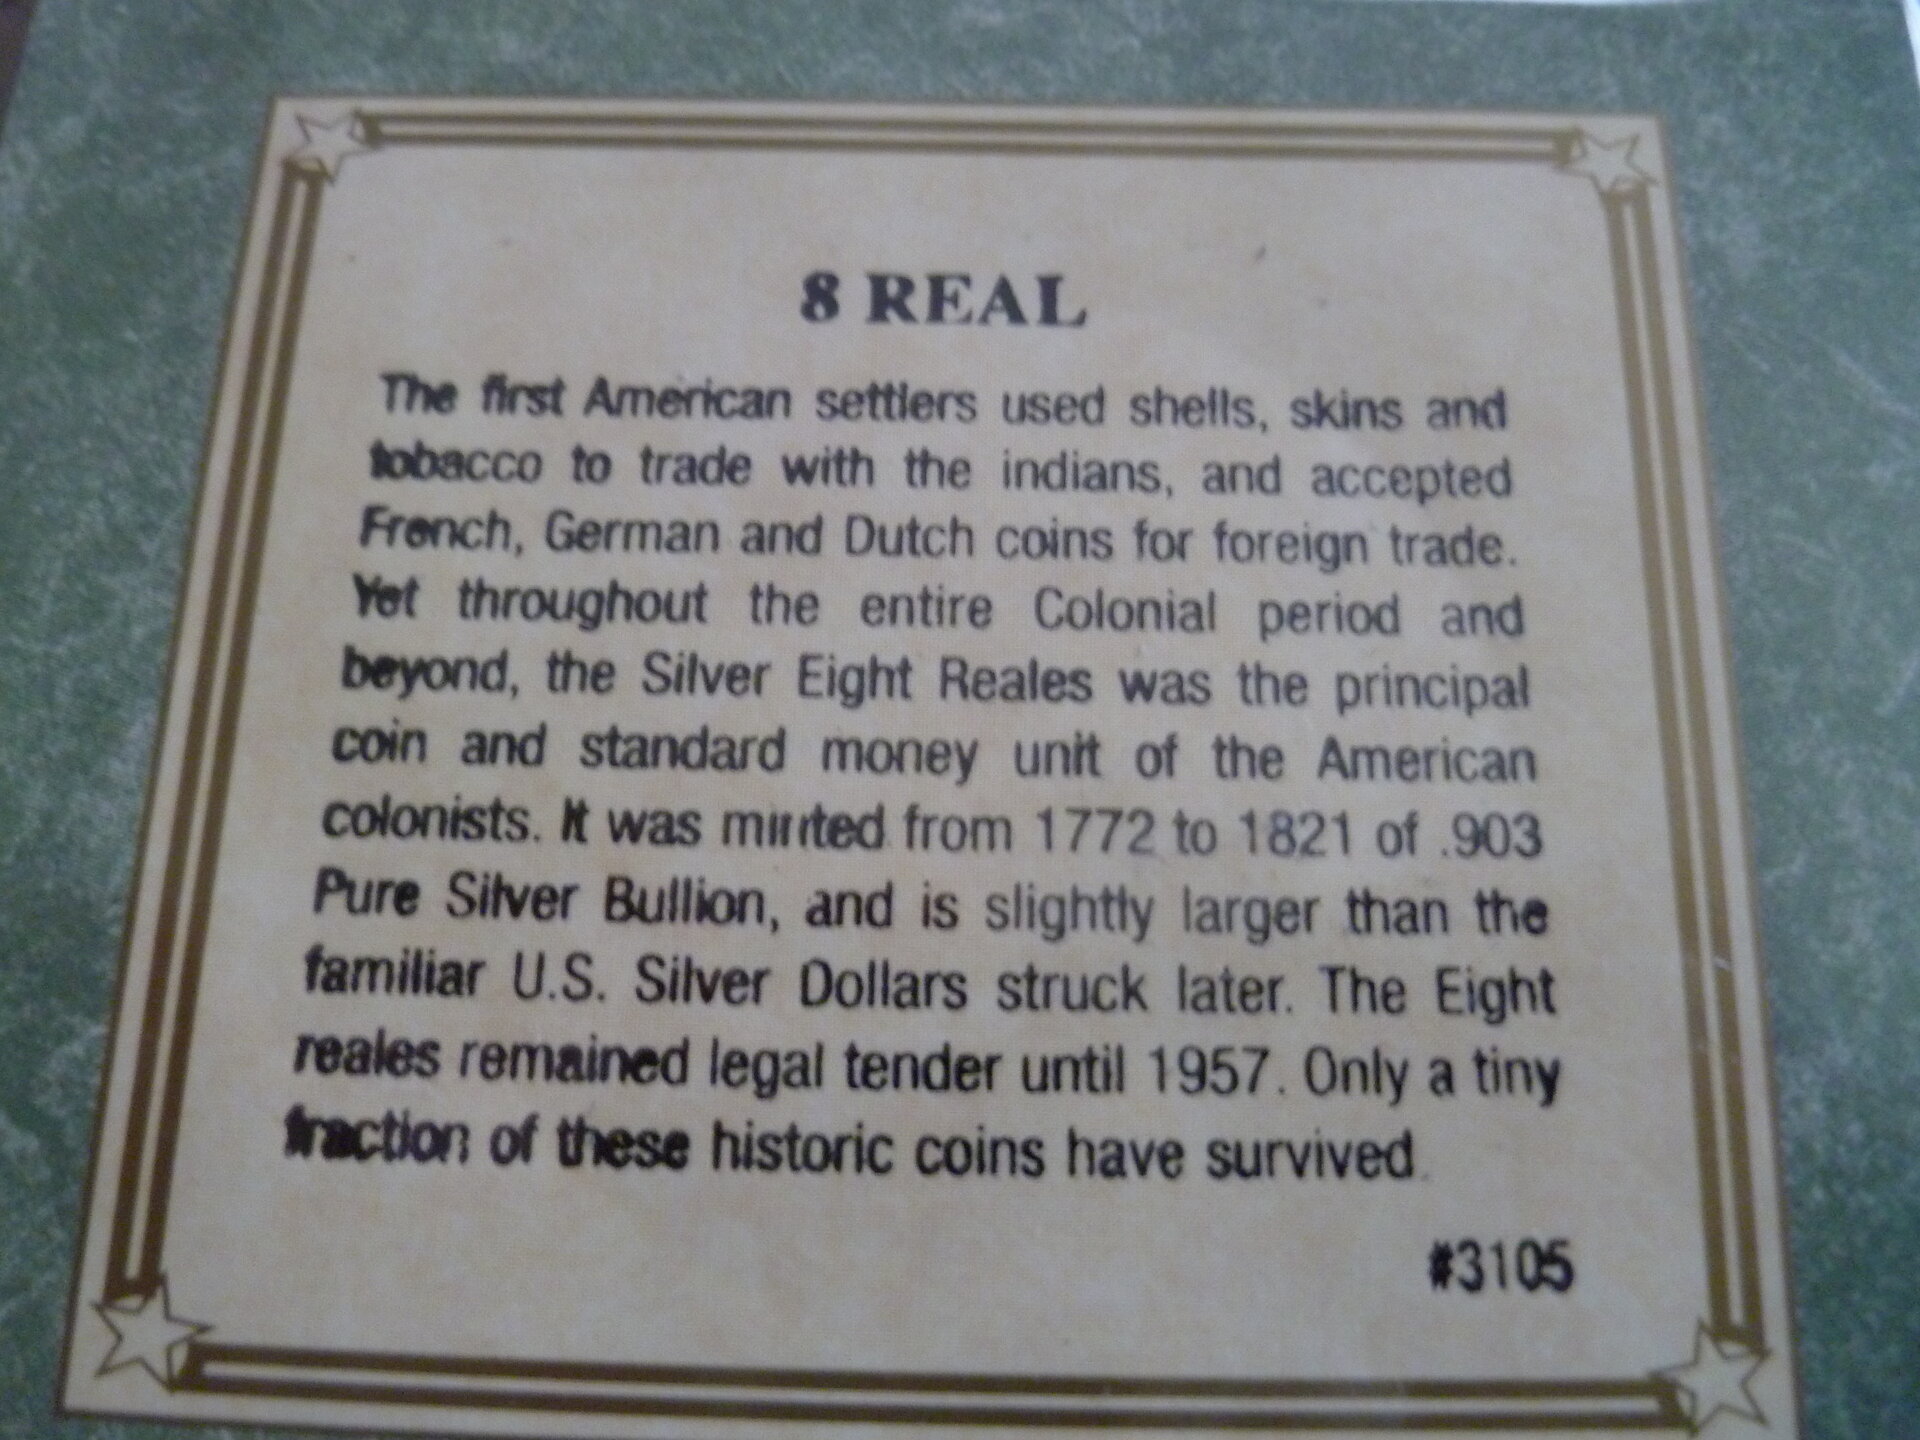 8 REAL
The first American settlers used shells, skins and
tobacco to trade with the indians, and accepted
French, German and Dutch coins for foreign trade.
Yet throughout the entire Colonial period and
beyond, the Silver Eight Reales was the principal
coin and standard money unit of the American
colonists. It was minted from 1772 to 1821 of .903
Pure Silver Bullion, and is slightly larger than the
familiar U.S. Silver Dollars struck later. The Eight
reales remained legal tender until 1957. Only a tiny
fraction of these historic coins have survived.
#3105